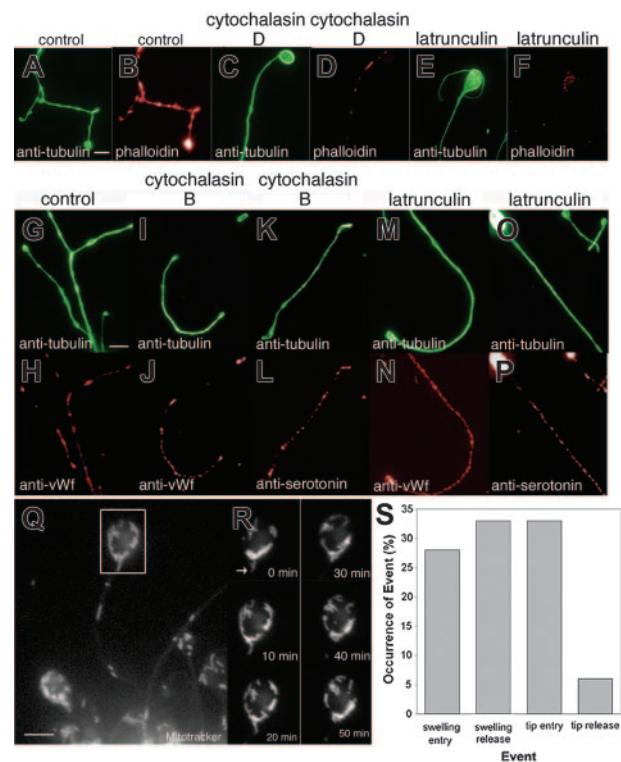 cytochalasin cytochalasin
control control D D latrunculin latrunculin
A B C D E F
anti-tubulin phalloidin anti-tubulin phalloidin anti-tubulin phalloidin
cytochalasin cytochalasin
control B B latrunculin latrunculin
G I K M O
anti-tubulin anti-tubulin anti-tubulin anti-tubulin anti-tubulin
H J L N P
anti-vWf anti-vWf anti-serotonin anti-vWf anti-serotonin
Q R S
0 min 30 min
10 min 40 min
Mitotracker 20 min 50 min
Occurrence of Event (%)
35
30
25
20
15
10
5
0
swelling entry
swelling release
tip entry
tip release
Event